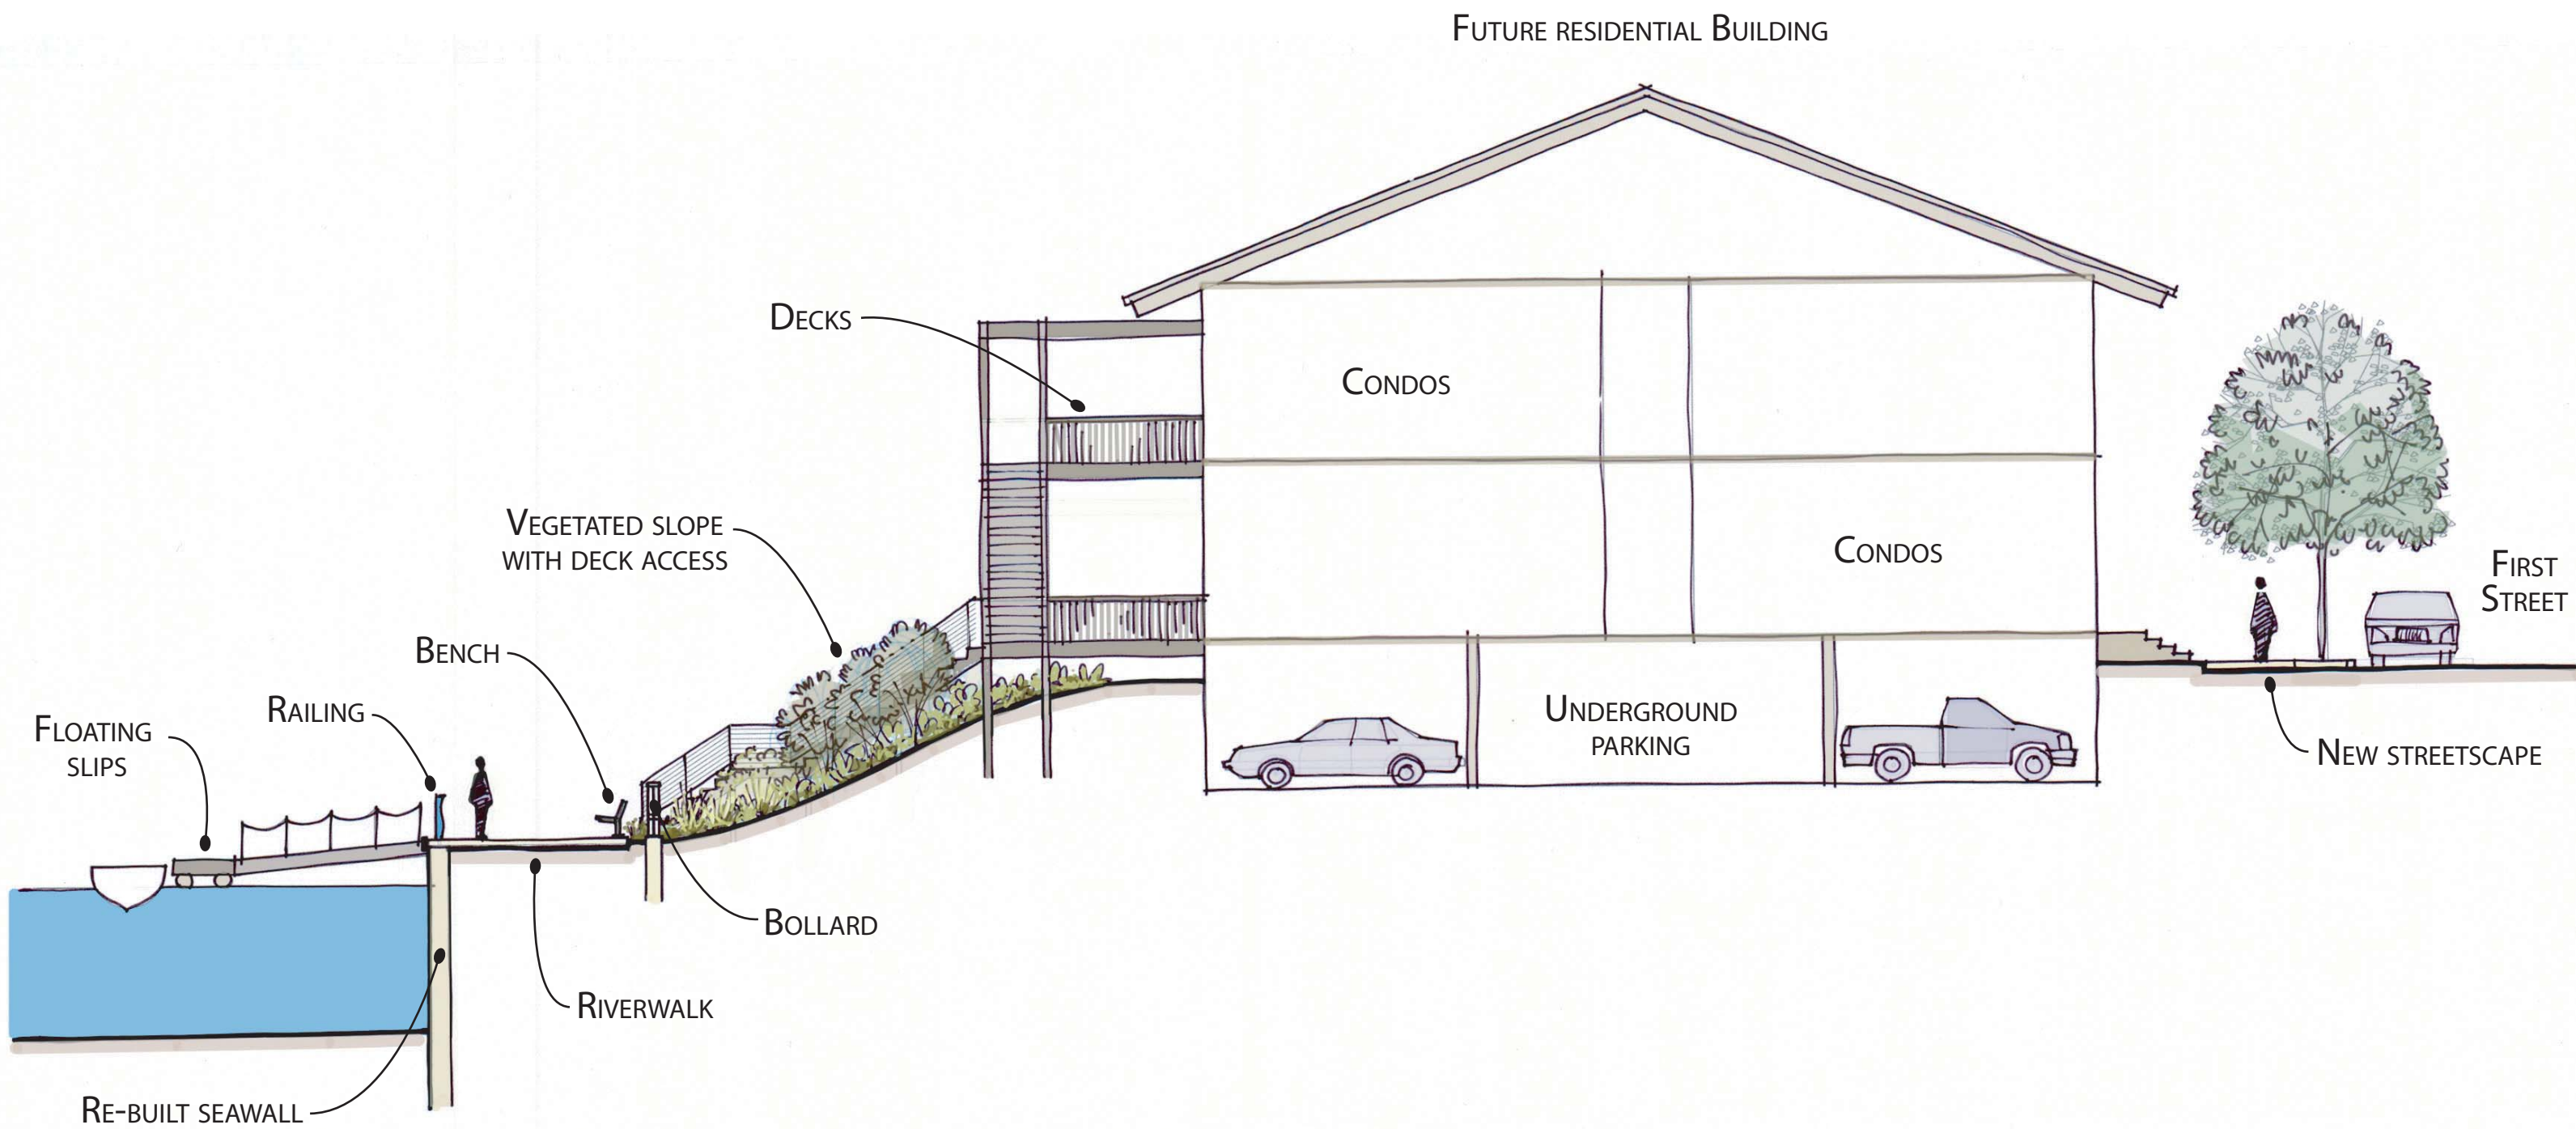 Future residential Building
Decks
Condos
Vegetated slope
with deck access
Condos
First
Street
Bench
Railing
Floating
slips
Underground
parking
New streetscape
Bollard
Riverwalk
Re-built seawall